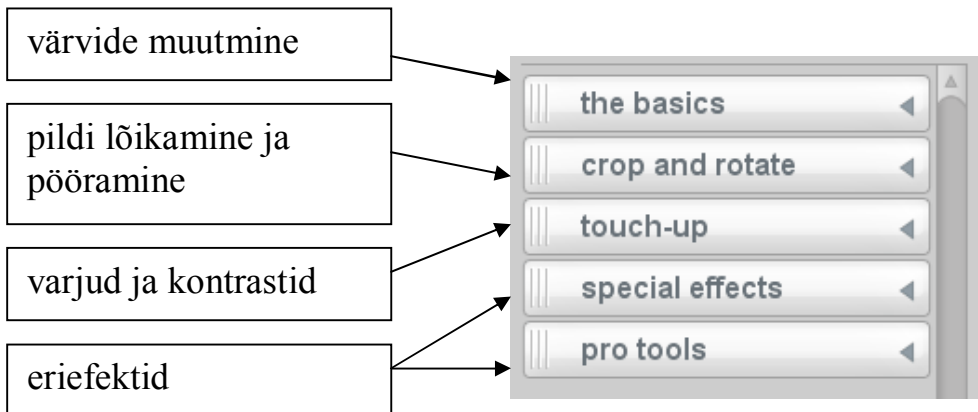 värvide muutmine
pildi lõikamine ja
pööramine
varjud ja kontrastid
eriefektid
the basics
crop and rotate
touch-up
special effects
pro tools